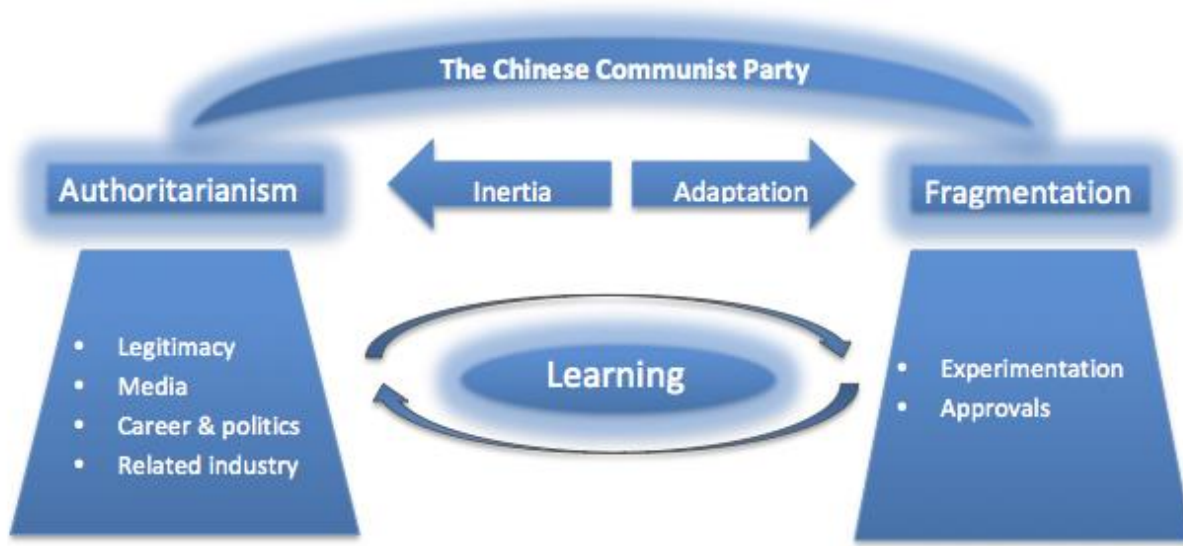 The Chinese Communist Party
Authoritarianism
Inertia
Adaptation
Fragmentation
• Legitimacy
• Media
• Career & politics
• Related industry
Learning
• Experimentation
• Approvals